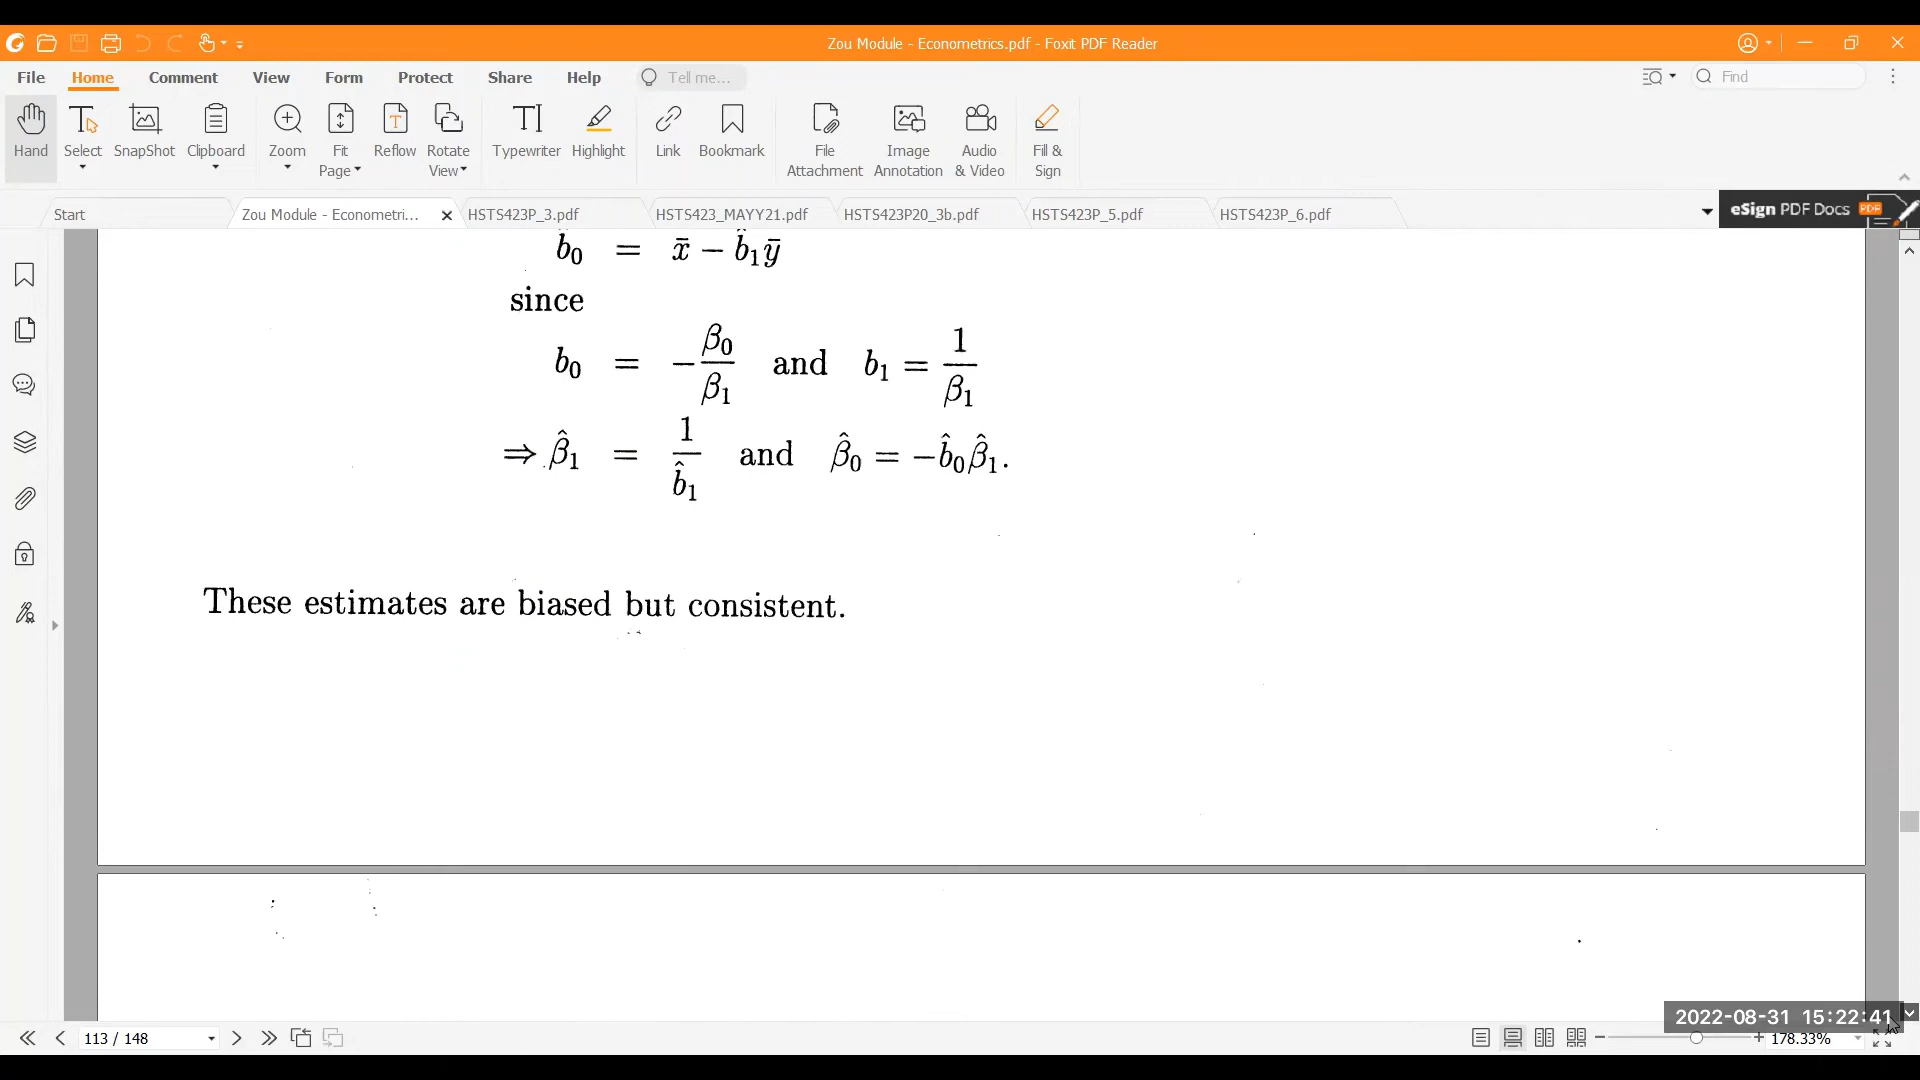 Zou Module - Econometrics.pdf - Foxit PDF Reader
File Home Comment View Form Protect Share Help Tell me... Find
Hand Select SnapShot Clipboard Zoom Fit Page Reflow Rotate View Typewriter Highlight Link Bookmark File Attachment Image Annotation Audio & Video Fill & Sign
Start Zou Module - Econometri... HSTS423P_3.pdf HSTS423_MAYY21.pdf HSTS423P20_3b.pdf HSTS423P_5.pdf HSTS423P_6.pdf eSign PDF Docs PDF
b̂₀ = x̄ − b̂₁ȳ
since
b₀ = −β₀/β₁ and b₁ = 1/β₁
⇒ β̂₁ = 1/b̂₁ and β̂₀ = −b̂₀β̂₁.
These estimates are biased but consistent.
2022-08-31 15:22:41
113 / 148 178.33%